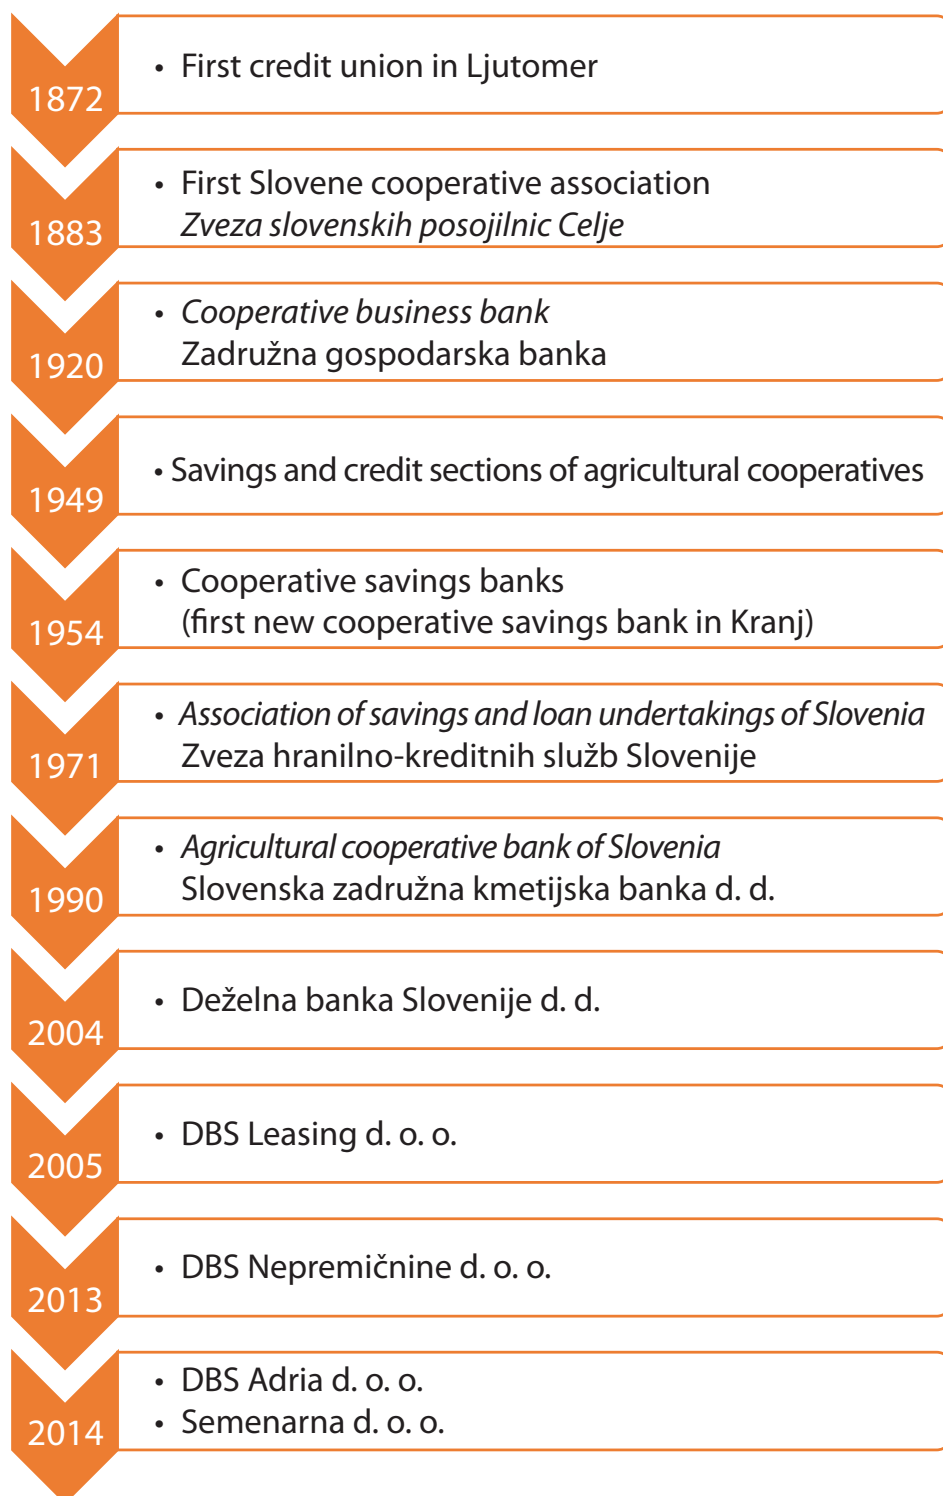 1872
• First credit union in Ljutomer
1883
• First Slovene cooperative association
Zveza slovenskih posojilnic Celje
1920
• Cooperative business bank
Zadružna gospodarska banka
1949
• Savings and credit sections of agricultural cooperatives
1954
• Cooperative savings banks
(first new cooperative savings bank in Kranj)
1971
• Association of savings and loan undertakings of Slovenia
Zveza hranilno-kreditnih služb Slovenije
1990
• Agricultural cooperative bank of Slovenia
Slovenska zadružna kmetijska banka d. d.
2004
• Deželna banka Slovenije d. d.
2005
• DBS Leasing d. o. o.
2013
• DBS Nepremičnine d. o. o.
2014
• DBS Adria d. o. o.
• Semenarna d. o. o.